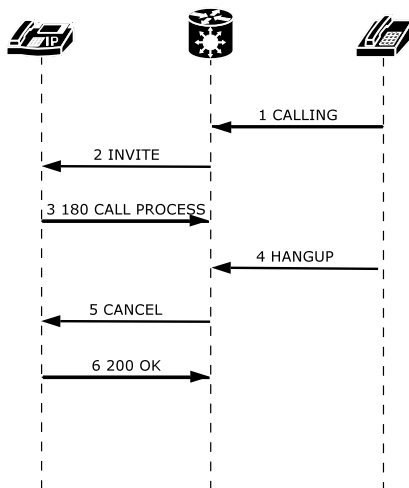 IP
1 CALLING
2 INVITE
3 180 CALL PROCESS
4 HANGUP
5 CANCEL
6 200 OK